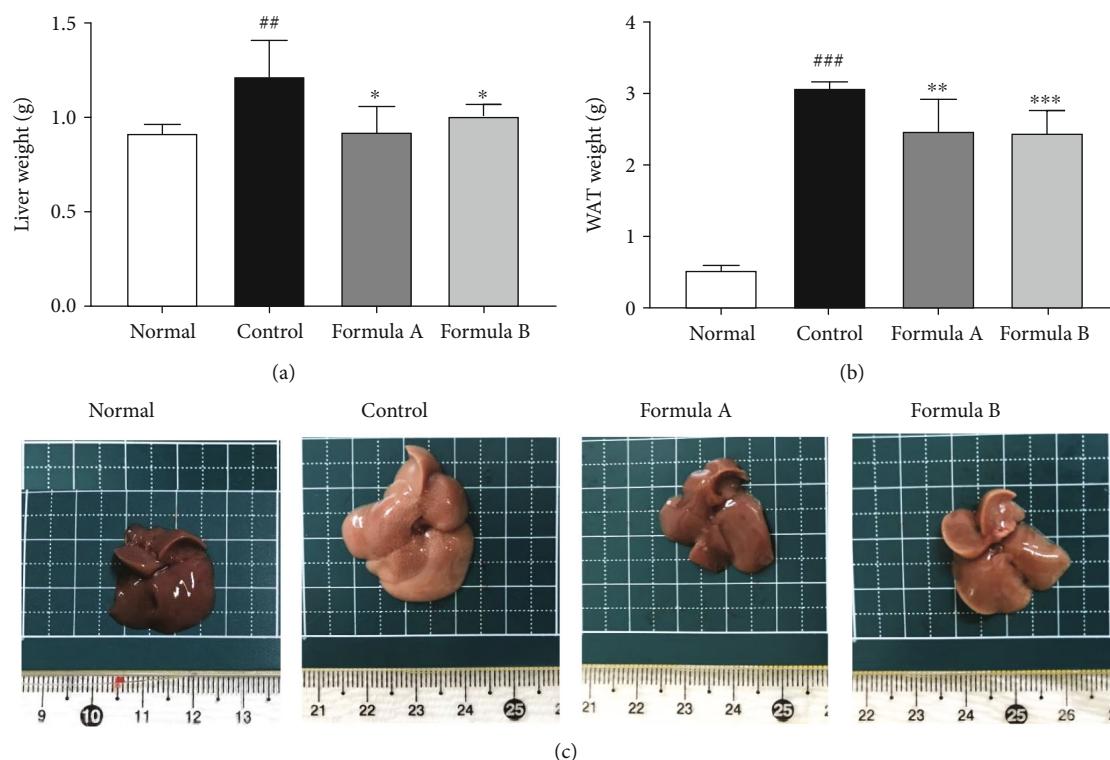 Liver weight (g)
1.5
1.0
0.5
0.0
##
*
*
Normal
Control
Formula A
Formula B
(a)
WAT weight (g)
4
3
2
1
0
###
**
***
Normal
Control
Formula A
Formula B
(b)
Normal
Control
Formula A
Formula B
9 10 11 12 13
21 22 23 24 25
21 22 23 24 25
22 23 24 25 26
(c)